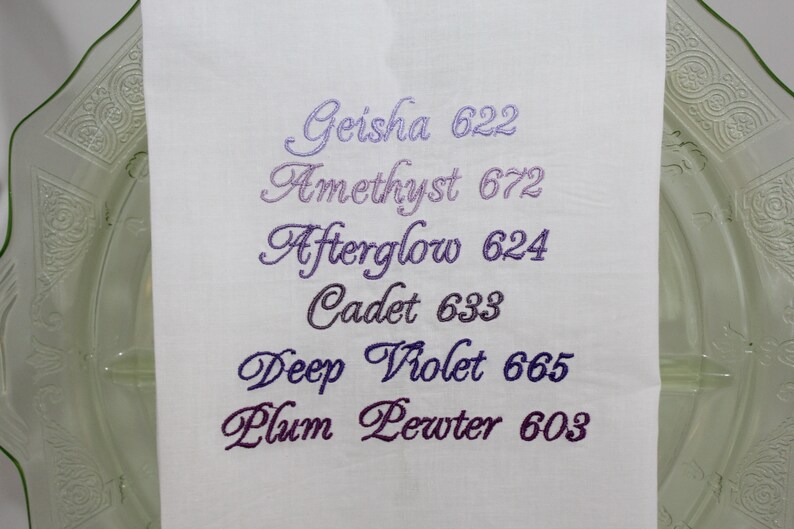 Geisha 622
Amethyst 672
Afterglow 624
Cadet 633
Deep Violet 665
Plum Pewter 603